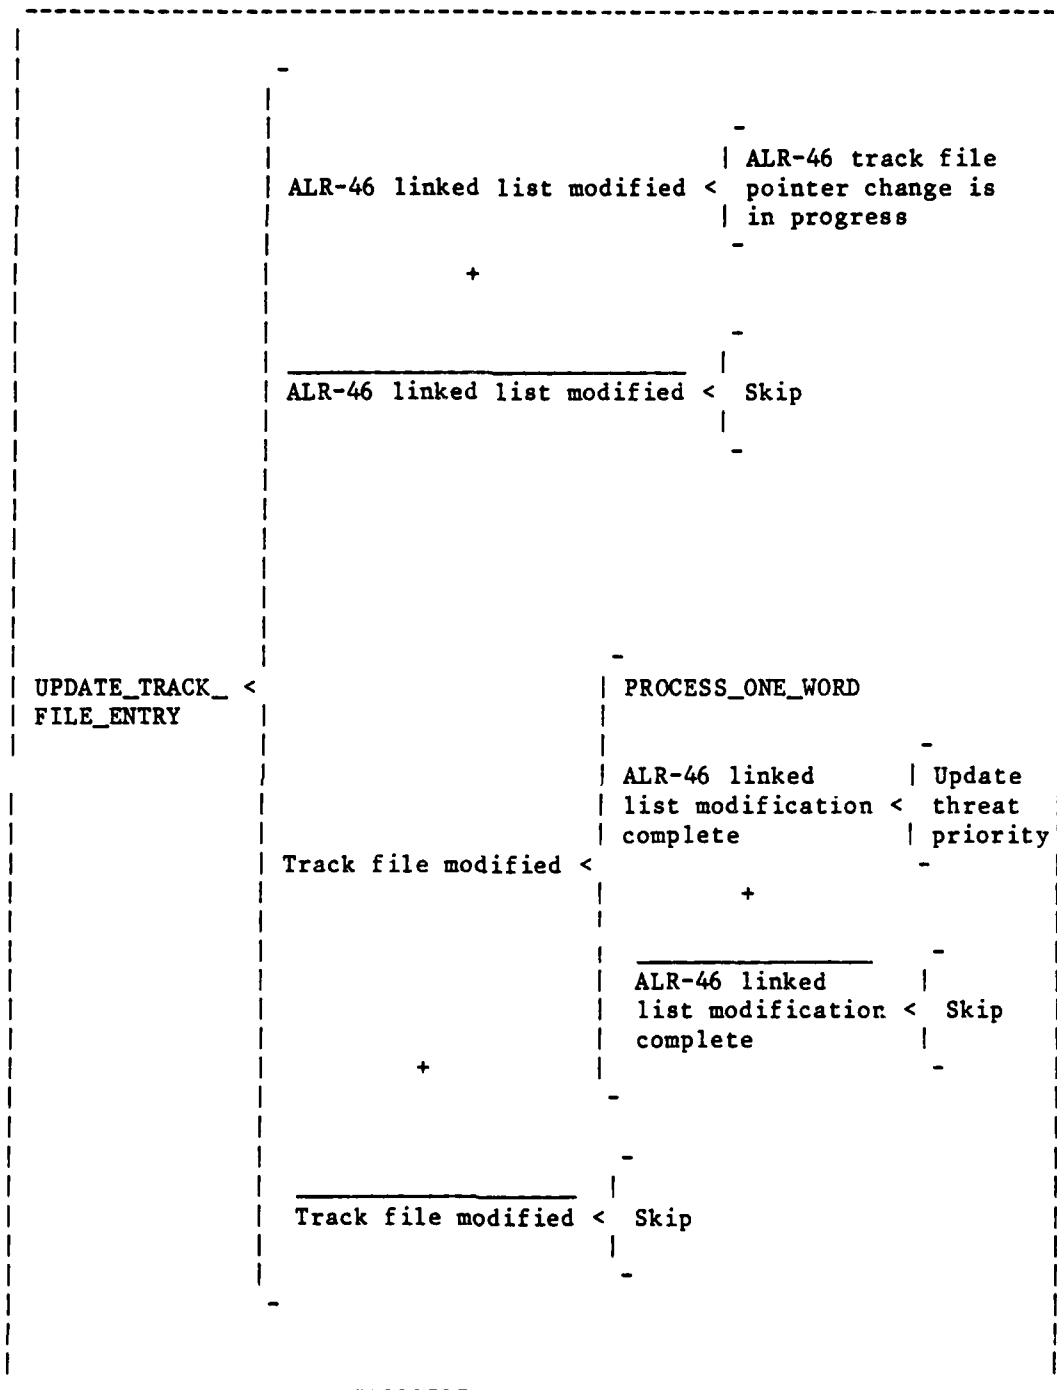 ALR-46 track file
ALR-46 linked list modified < pointer change is
in progress
+
ALR-46 linked list modified < Skip
UPDATE_TRACK_ < PROCESS_ONE_WORD
FILE_ENTRY
ALR-46 linked Update
list modification < threat
complete priority
Track file modified <
+
ALR-46 linked
list modification < Skip
complete
+
Track file modified < Skip